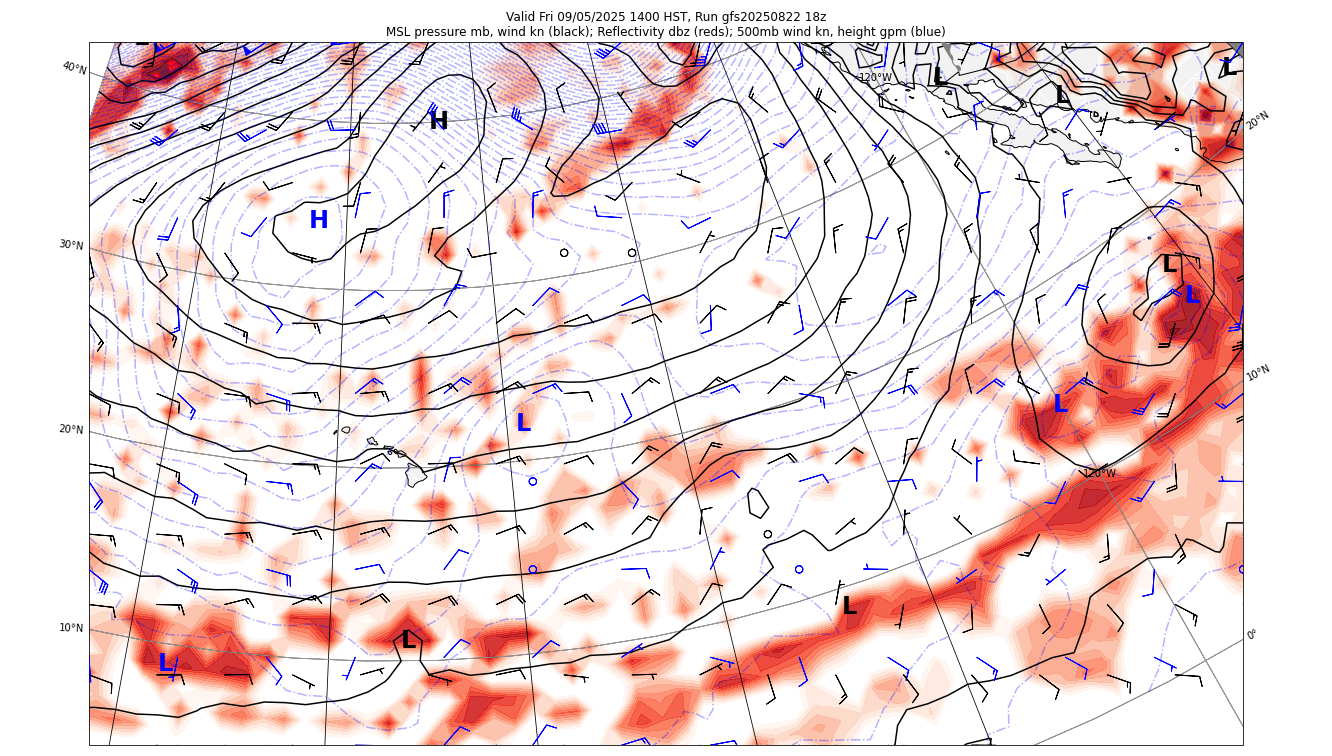 Valid Fri 09/05/2025 1400 HST, Run gfs20250822 18z
MSL pressure mb, wind kn (black); Reflectivity dbz (reds); 500mb wind kn, height gpm (blue)
40°N
120°W
L
L
L
H
20°N
H
30°N
L
L
10°N
L
L
20°N
120°W
L
10°N
L
L
0°